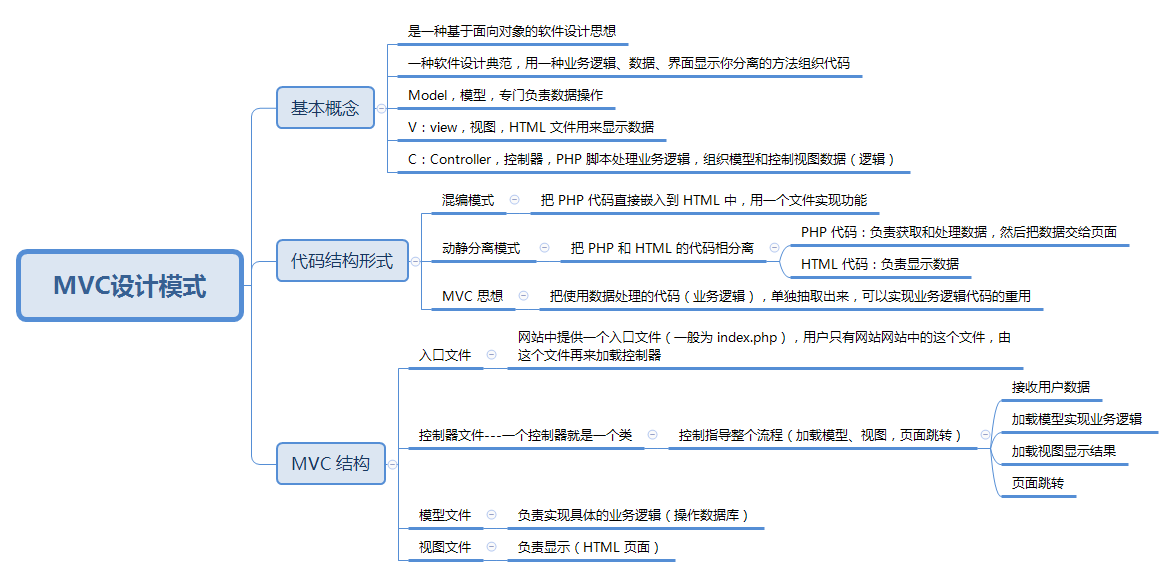 MVC设计模式
基本概念
是一种基于面向对象的软件设计思想
一种软件设计典范，用一种业务逻辑、数据、界面显示你分离的方法组织代码
Model，模型，专门负责数据操作
V：view，视图，HTML 文件用来显示数据
C：Controller，控制器，PHP 脚本处理业务逻辑，组织模型和控制视图数据（逻辑）
代码结构形式
混编模式
把 PHP 代码直接嵌入到 HTML 中，用一个文件实现功能
动静分离模式
把 PHP 和 HTML 的代码相分离
PHP 代码：负责获取和处理数据，然后把数据交给页面
HTML 代码：负责显示数据
MVC 思想
把使用数据处理的代码（业务逻辑），单独抽取出来，可以实现业务逻辑代码的重用
MVC 结构
入口文件
网站中提供一个入口文件（一般为 index.php），用户只有网站网站中的这个文件，由
这个文件再来加载控制器
控制器文件---一个控制器就是一个类
控制指导整个流程（加载模型、视图，页面跳转）
接收用户数据
加载模型实现业务逻辑
加载视图显示结果
页面跳转
模型文件
负责实现具体的业务逻辑（操作数据库）
视图文件
负责显示（HTML 页面）